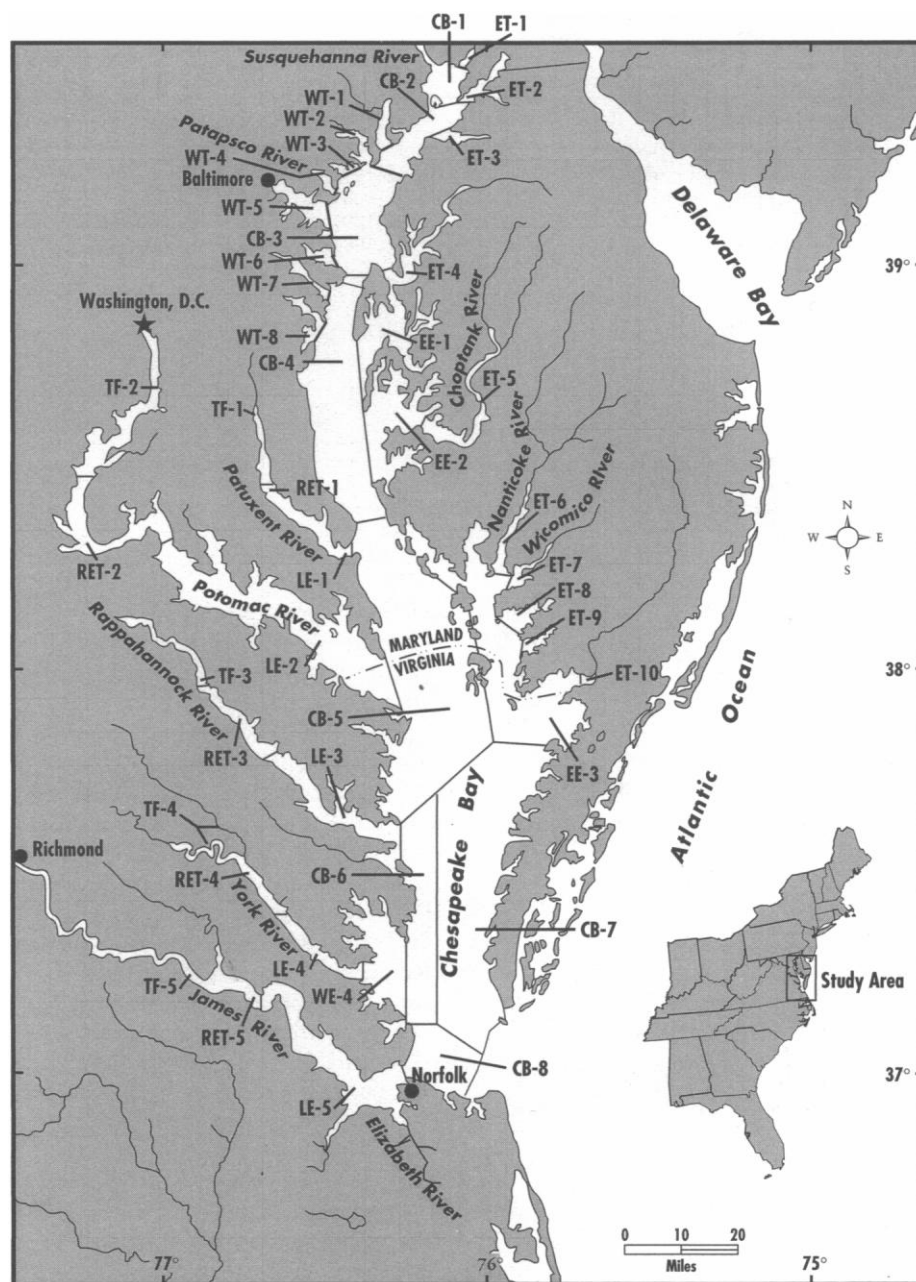 CB-1
ET-1
Susquehanna River
CB-2
ET-2
WT-1
WT-2
WT-3
ET-3
Patapsco River
WT-4
Baltimore
WT-5
CB-3
Delaware Bay
WT-6
ET-4
39°
WT-7
Washington, D.C.
WT-8
EE-1
CB-4
Choptank River
TF-2
ET-5
TF-1
EE-2
Nanticoke River
RET-1
Patuxent River
ET-6
Wicomico River
N
W
E
S
RET-2
LE-1
ET-7
Potomac River
ET-8
ET-9
MARYLAND
VIRGINIA
LE-2
Rappahannock River
TF-3
ET-10
38°
CB-5
RET-3
LE-3
EE-3
Atlantic Ocean
TF-4
Richmond
RET-4
CB-6
Chesapeake Bay
York River
CB-7
LE-4
WE-4
TF-5
James River
RET-5
Study Area
CB-8
Norfolk
37°
LE-5
Elizabeth River
0 10 20
Miles
77°
76°
75°